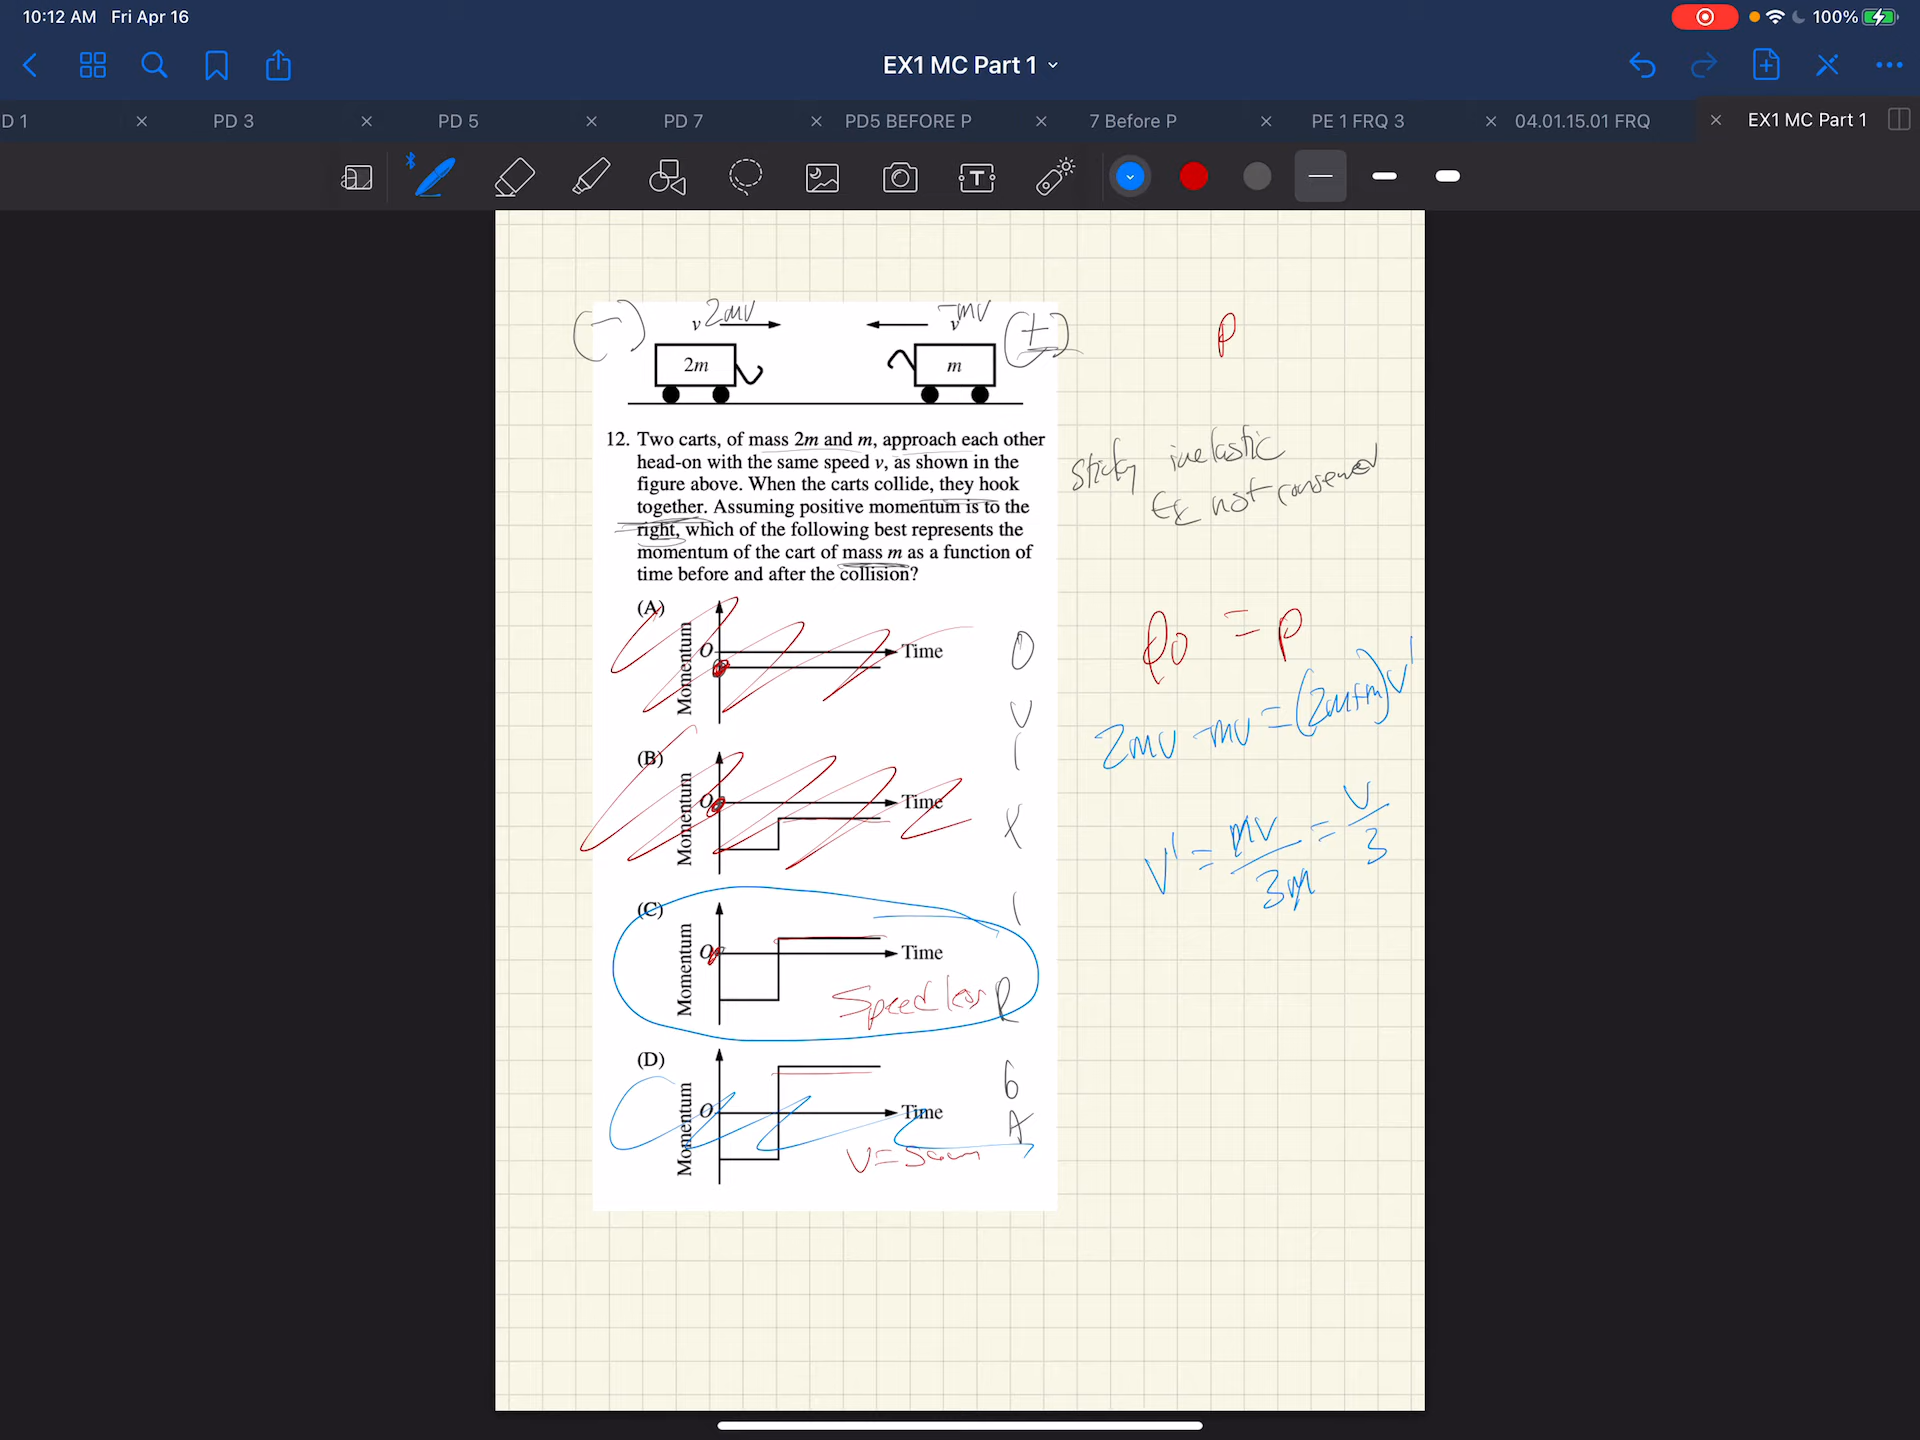 10:12 AM Fri Apr 16
100%
EX1 MC Part 1
D 1
PD 3
PD 5
PD 7
PD5 BEFORE P
7 Before P
PE 1 FRQ 3
04.01.15.01 FRQ
EX1 MC Part 1
(-) v 2mv
v -mv (+)
2m
m
p
12. Two carts, of mass 2m and m, approach each other
head-on with the same speed v, as shown in the
figure above. When the carts collide, they hook
together. Assuming positive momentum is to the
right, which of the following best represents the
momentum of the cart of mass m as a function of
time before and after the collision?
sticky inelastic
not conserved
(A)
Momentum
O
Time
(B)
Momentum
O
Time
(C)
Momentum
O
Time
Speed less
(D)
Momentum
O
Time
V=
O
V
I
X
I
R
6
A
P0 = P
2mv -mv = (2m+m)v'
v' = mv/3m = v/3